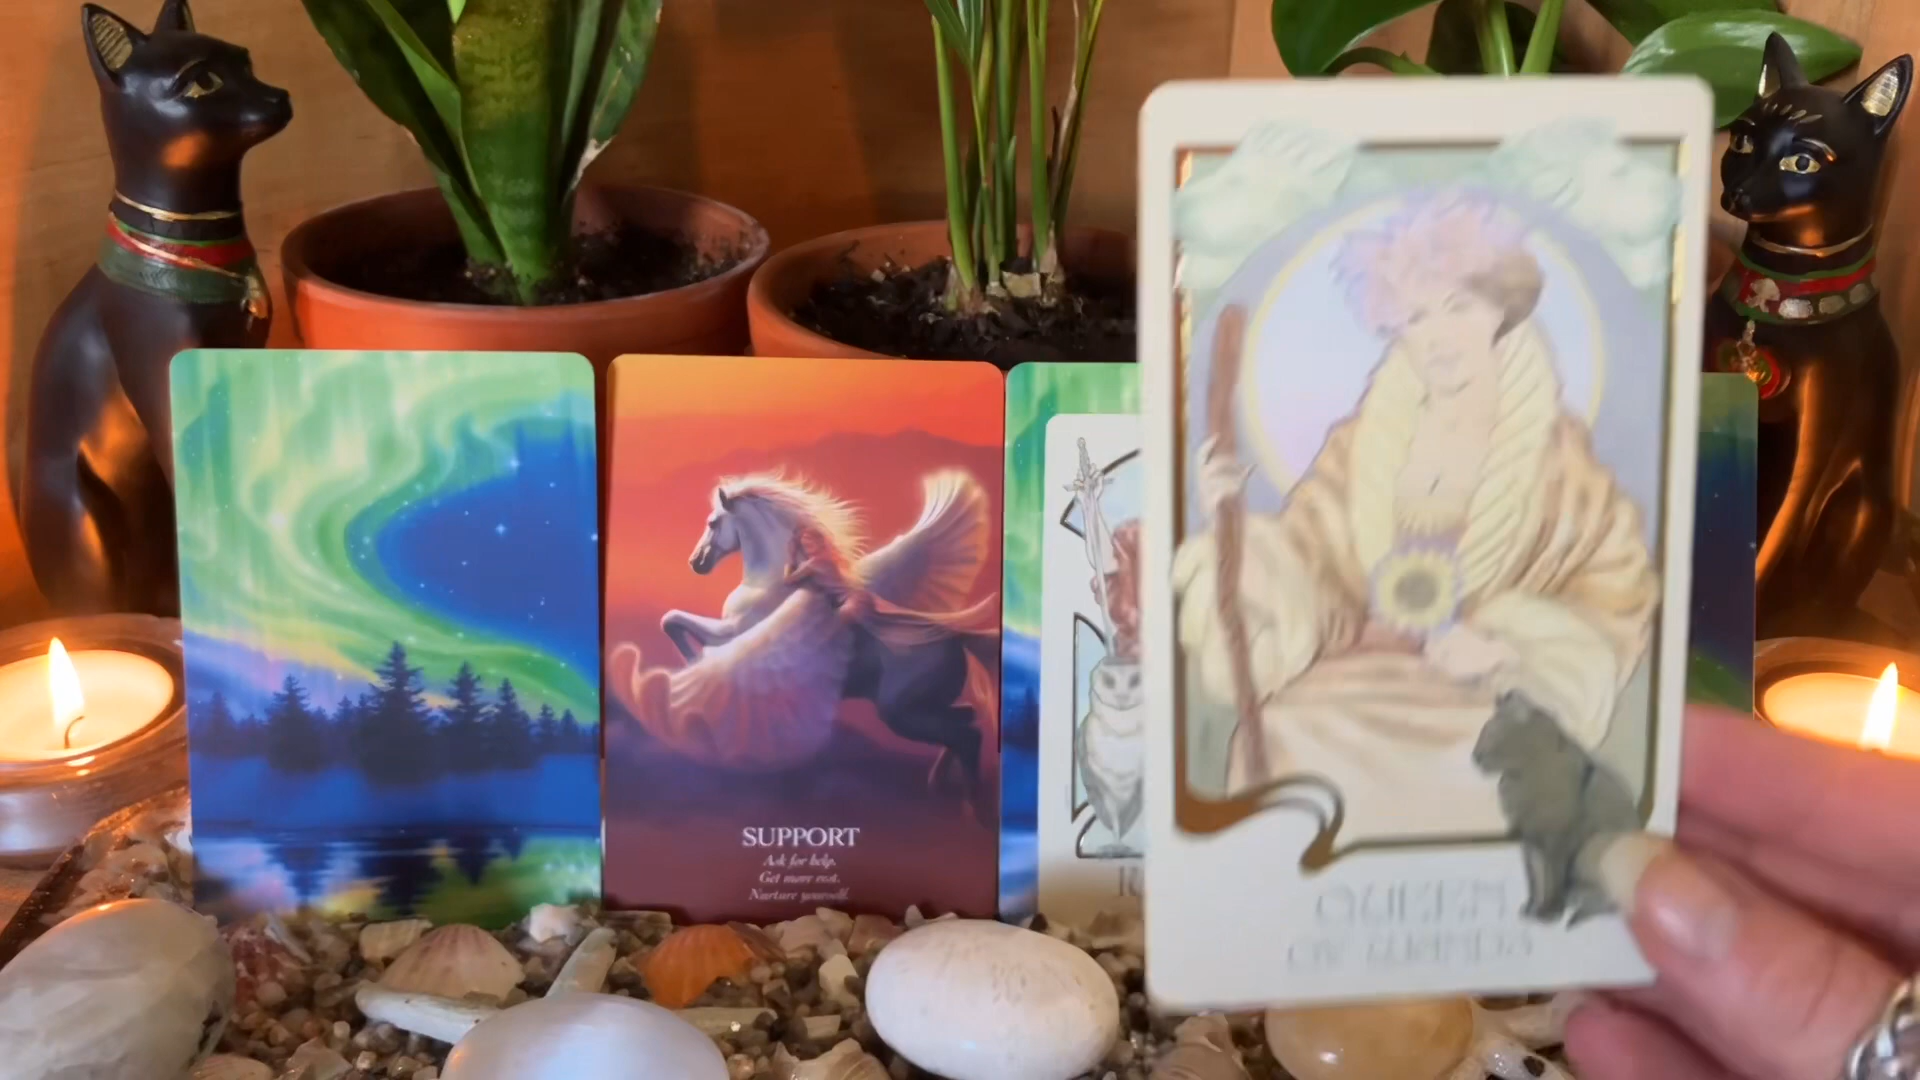 SUPPORT
Ask for help.
Get more rest.
Nurture yourself.
QUEEN
OF WANDS